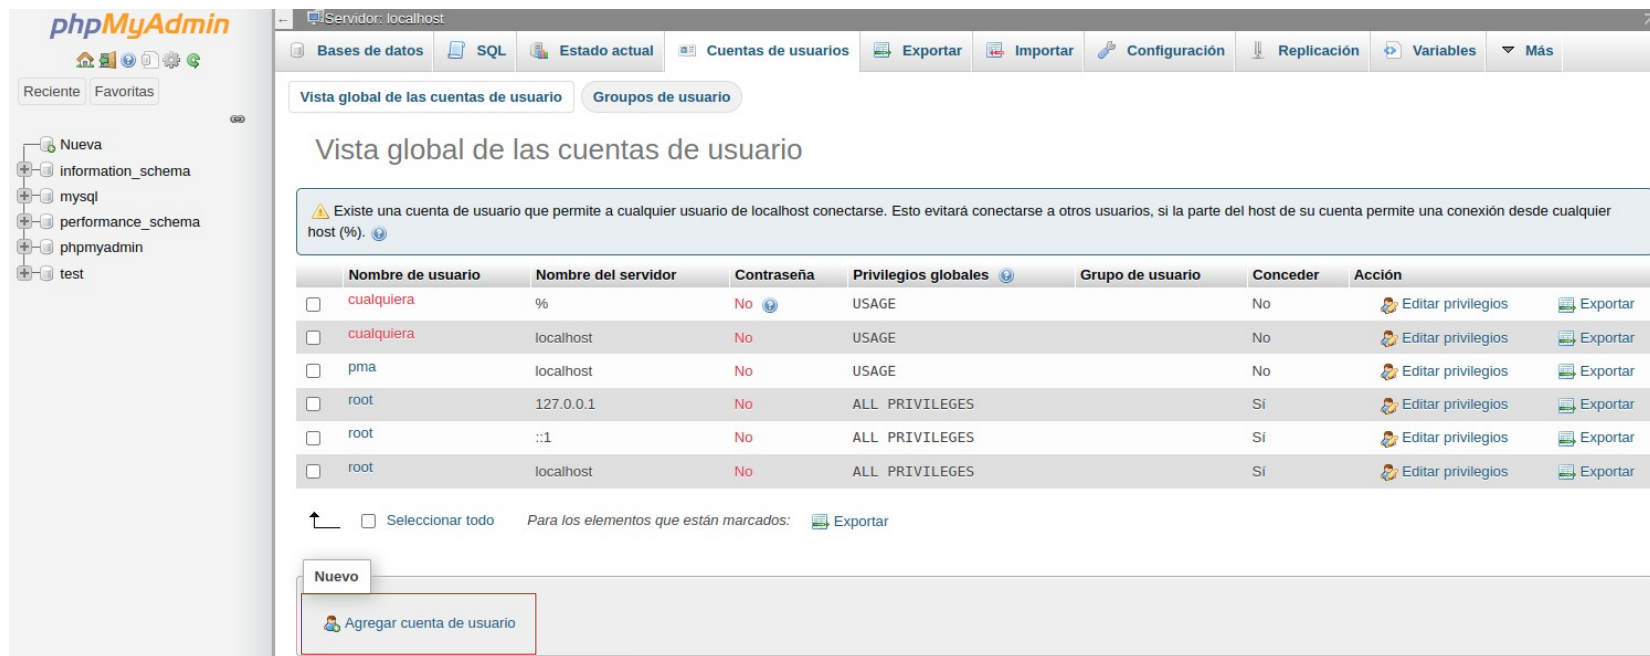 phpMyAdmin
Reciente Favoritas
Nueva
information_schema
mysql
performance_schema
phpmyadmin
test
Servidor: localhost
Bases de datos SQL Estado actual Cuentas de usuarios Exportar Importar Configuración Replicación Variables Más
Vista global de las cuentas de usuario Groupos de usuario
Vista global de las cuentas de usuario
Existe una cuenta de usuario que permite a cualquier usuario de localhost conectarse. Esto evitará conectarse a otros usuarios, si la parte del host de su cuenta permite una conexión desde cualquier
host (%).
Nombre de usuario Nombre del servidor Contraseña Privilegios globales Grupo de usuario Conceder Acción
cualquiera % No USAGE No Editar privilegios Exportar
cualquiera localhost No USAGE No Editar privilegios Exportar
pma localhost No USAGE No Editar privilegios Exportar
root 127.0.0.1 No ALL PRIVILEGES Sí Editar privilegios Exportar
root ::1 No ALL PRIVILEGES Sí Editar privilegios Exportar
root localhost No ALL PRIVILEGES Sí Editar privilegios Exportar
Seleccionar todo Para los elementos que están marcados: Exportar
Nuevo
Agregar cuenta de usuario